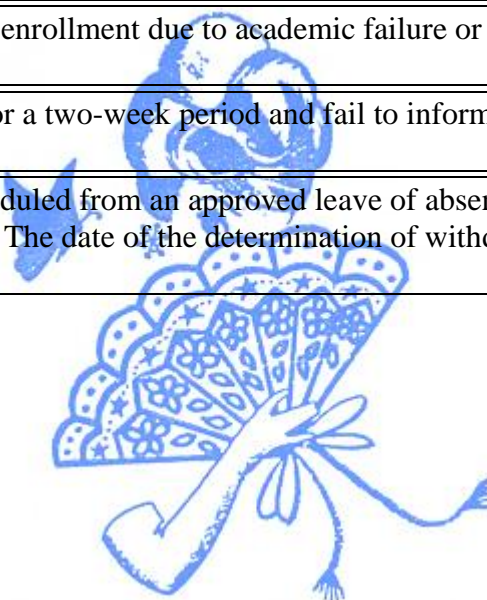 enrollment due to academic failure or
or a two-week period and fail to inform
duled from an approved leave of absen
The date of the determination of withd